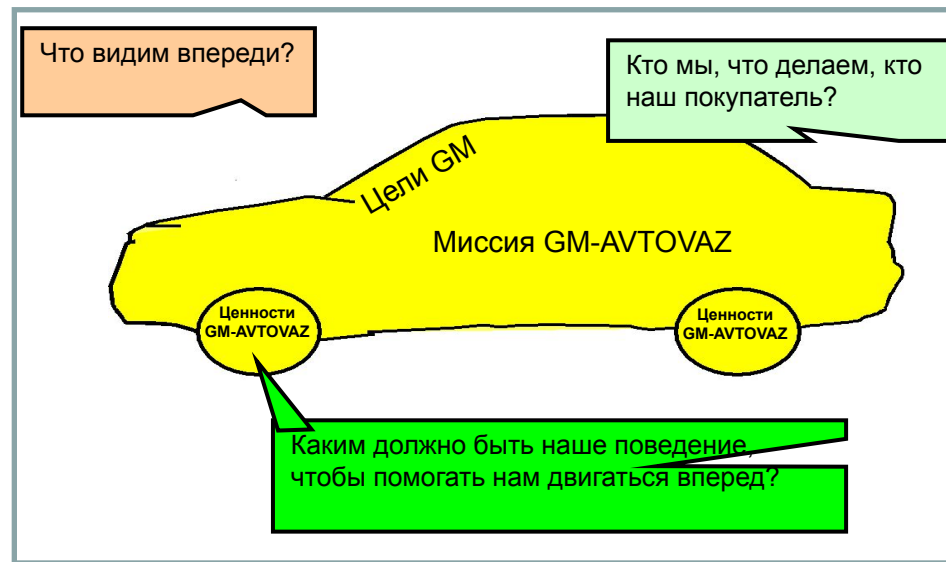 Что видим впереди?
Кто мы, что делаем, кто
наш покупатель?
Цели GM
Миссия GM-AVTOVAZ
Ценности
GM-AVTOVAZ
Ценности
GM-AVTOVAZ
Каким должно быть наше поведение,
чтобы помогать нам двигаться вперед?